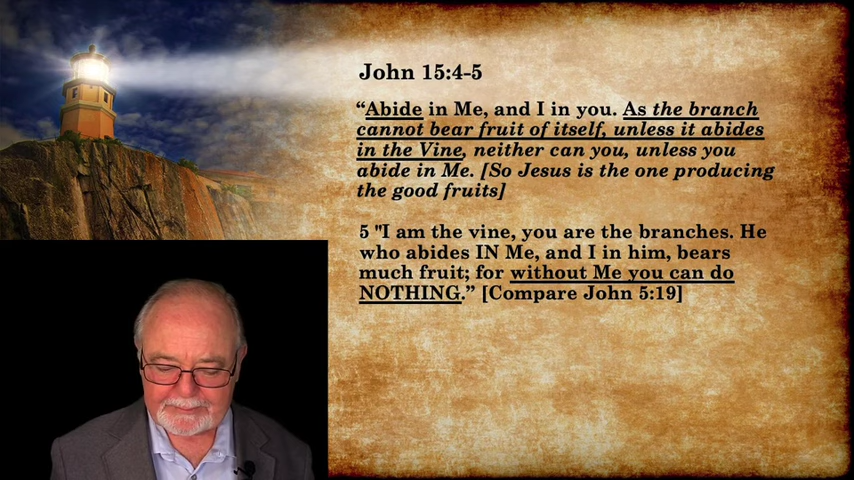 John 15:4-5
“Abide in Me, and I in you. As the branch
cannot bear fruit of itself, unless it abides
in the Vine, neither can you, unless you
abide in Me. [So Jesus is the one producing
the good fruits]
5 "I am the vine, you are the branches. He
who abides IN Me, and I in him, bears
much fruit; for without Me you can do
NOTHING.” [Compare John 5:19]